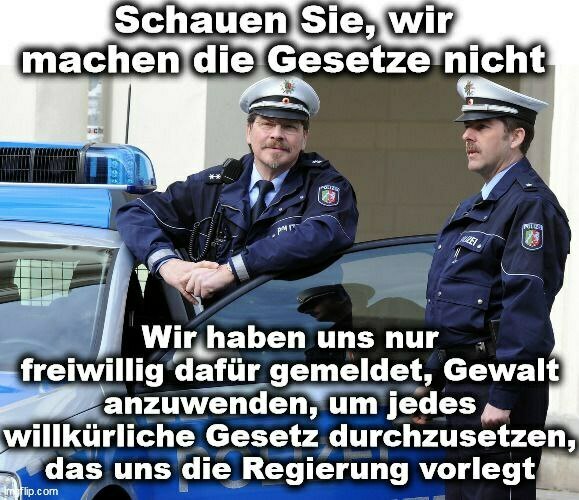 Schauen Sie, wir
machen die Gesetze nicht
POLIZEI
Wir haben uns nur
freiwillig dafür gemeldet, Gewalt
anzuwenden, um jedes
willkürliche Gesetz durchzusetzen,
das uns die Regierung vorlegt
imgflip.com